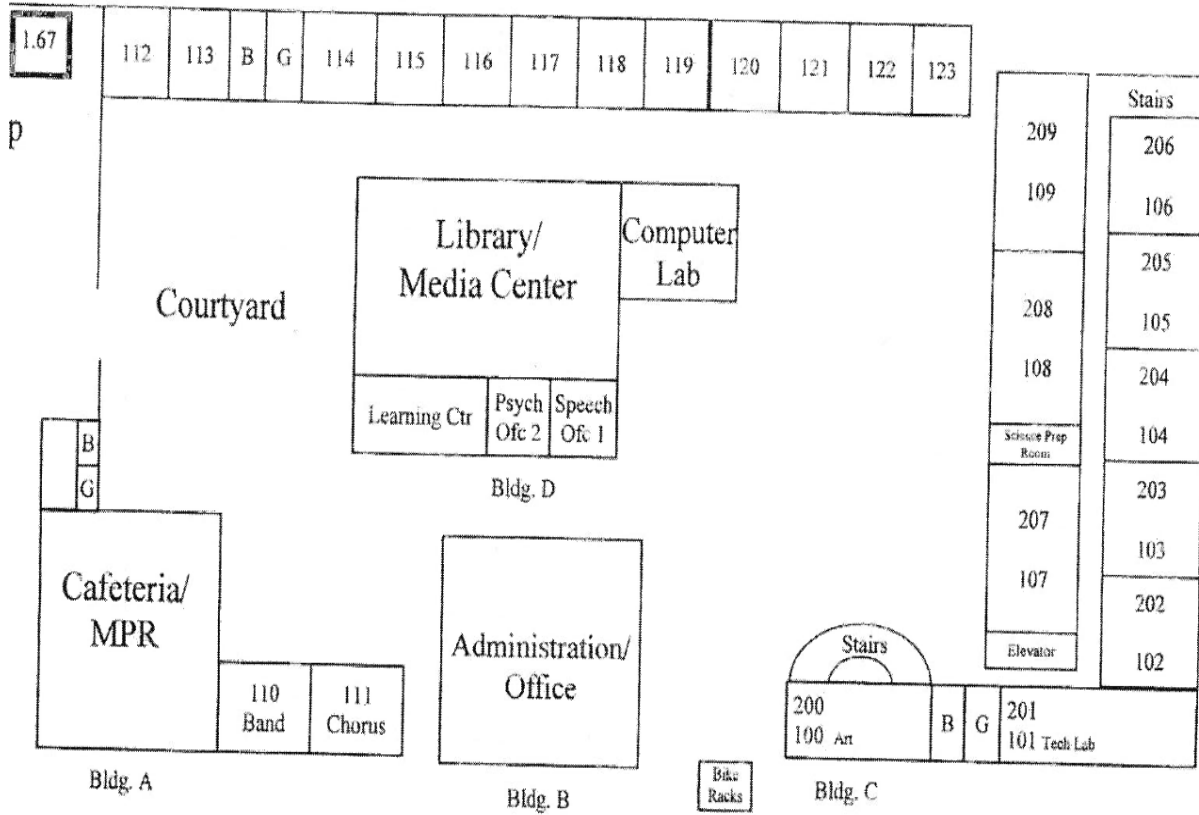 1.67
112 113 B G 114 115 116 117 118 119 120 121 122 123
p
Stairs
209
109
206
106
Library/
Media Center
Computer
Lab
Courtyard
208
108
205
105
204
104
Learning Ctr
Psych
Ofc 2
Speech
Ofc 1
Science Prep
Room
B
G
Bldg. D
207
107
203
103
Cafeteria/
MPR
Administration/
Office
Stairs
Elevator
202
102
110
Band
111
Chorus
200
100 Art
B
G
201
101 Tech Lab
Bike
Racks
Bldg. A
Bldg. B
Bldg. C